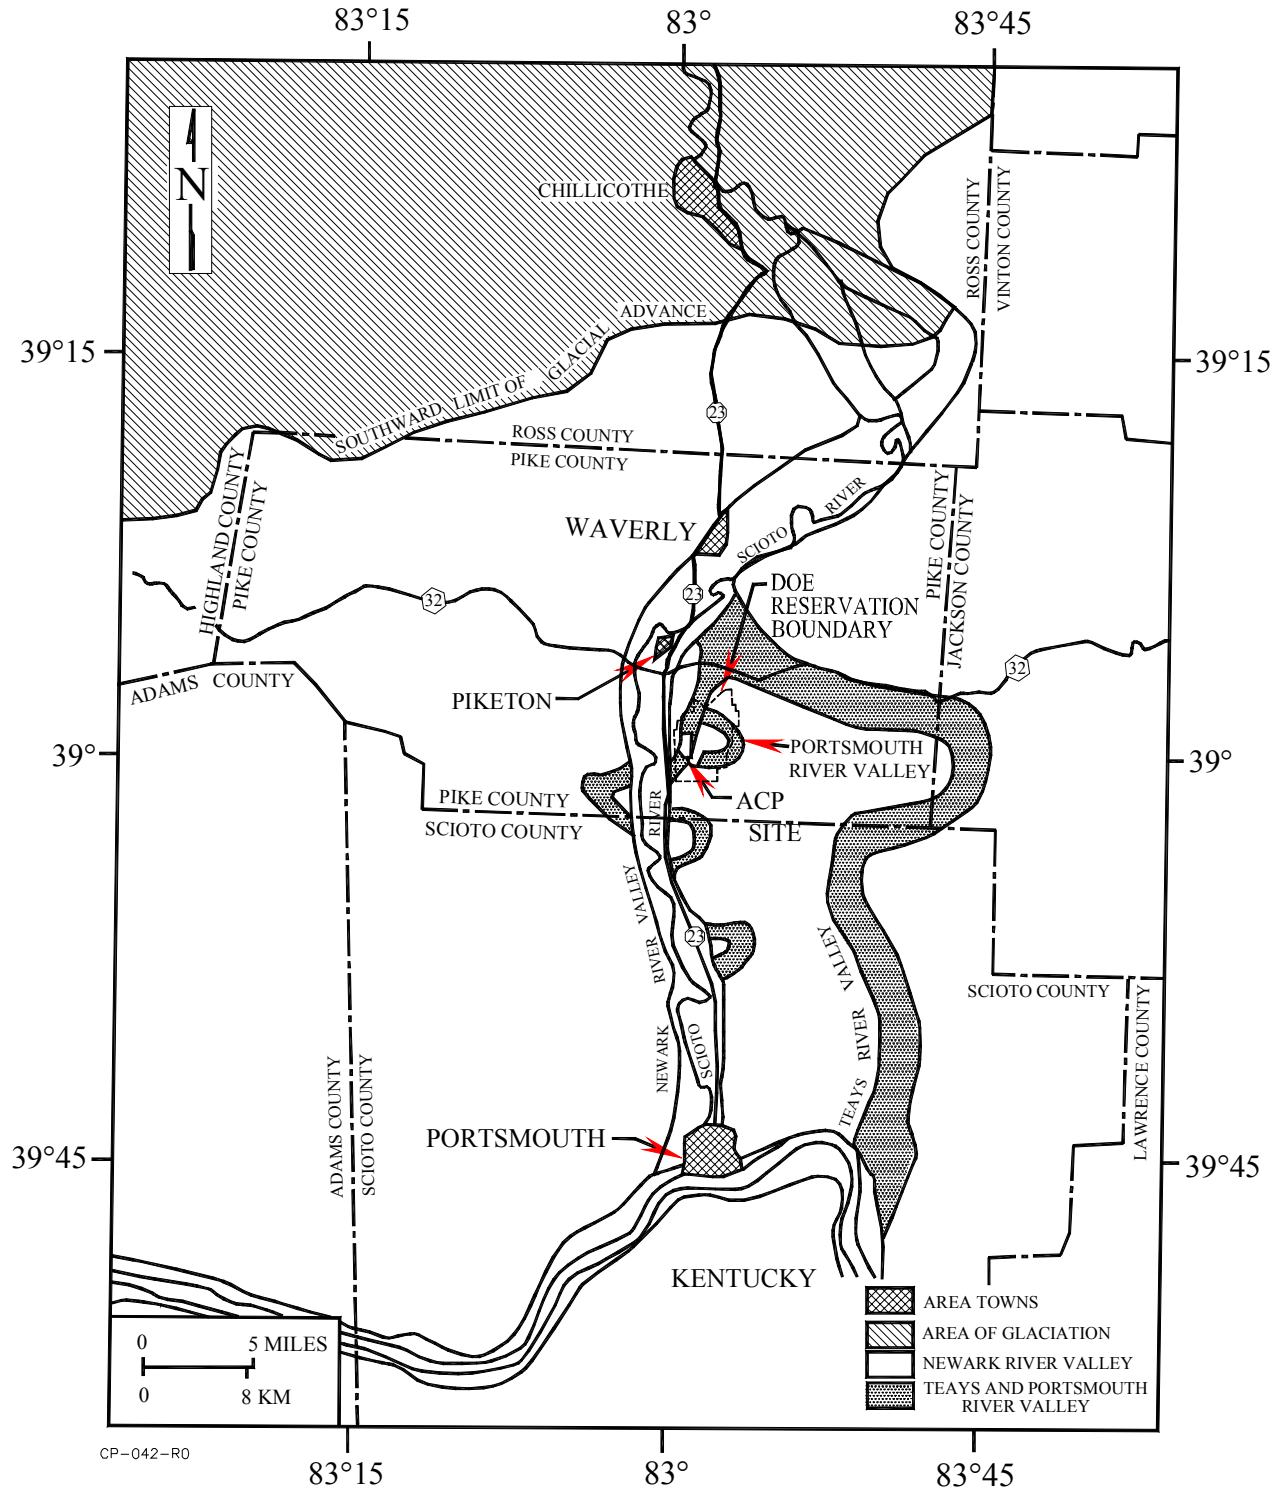 83°15
83°
83°45
N
CHILLICOTHE
ROSS COUNTY
VINTON COUNTY
SOUTHWARD LIMIT OF GLACIAL ADVANCE
39°15
39°15
23
ROSS COUNTY
PIKE COUNTY
HIGHLAND COUNTY
PIKE COUNTY
WAVERLY
SCIOTO RIVER
PIKE COUNTY
JACKSON COUNTY
DOE
RESERVATION
BOUNDARY
23
32
32
ADAMS COUNTY
PIKETON
39°
39°
PORTSMOUTH
RIVER VALLEY
ACP
SITE
PIKE COUNTY
SCIOTO COUNTY
RIVER
23
NEWARK RIVER VALLEY
SCIOTO
TEAYS RIVER VALLEY
SCIOTO COUNTY
LAWRENCE COUNTY
ADAMS COUNTY
SCIOTO COUNTY
PORTSMOUTH
39°45
39°45
KENTUCKY
AREA TOWNS
AREA OF GLACIATION
NEWARK RIVER VALLEY
TEAYS AND PORTSMOUTH
RIVER VALLEY
0 5 MILES
0 8 KM
CP-042-R0
83°15
83°
83°45